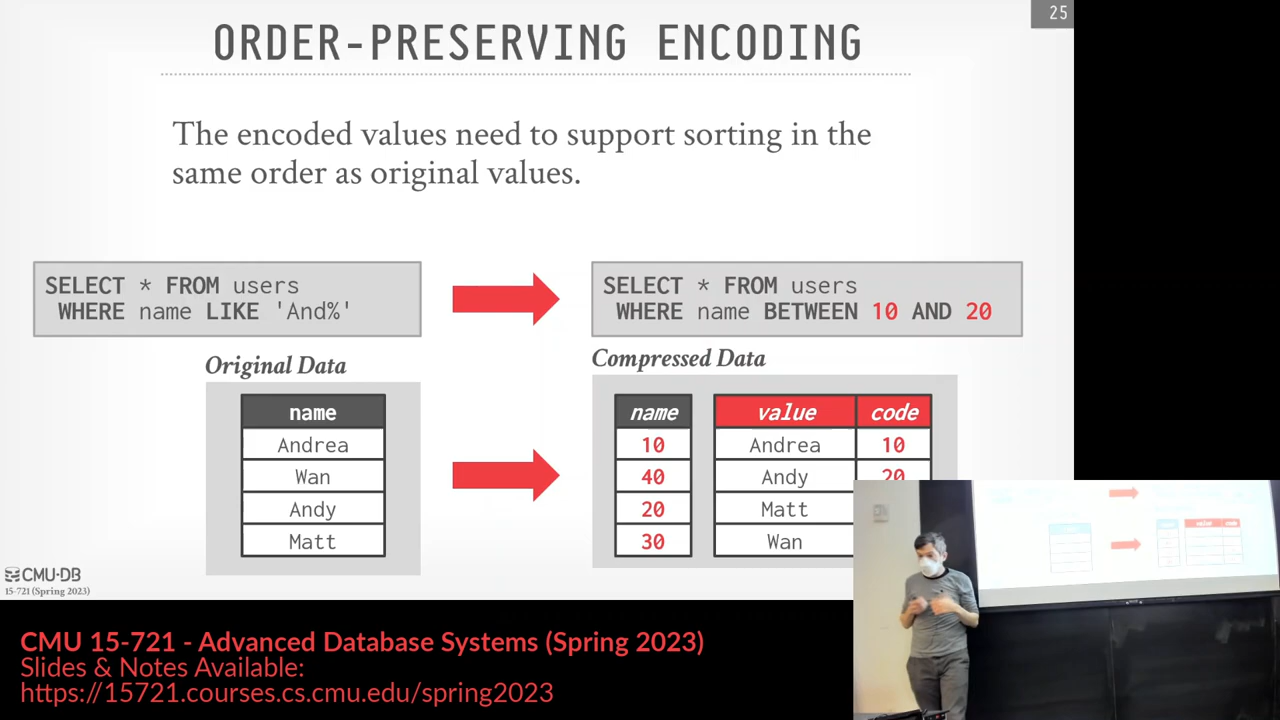 25
ORDER-PRESERVING ENCODING
The encoded values need to support sorting in the
same order as original values.
SELECT * FROM users
WHERE name LIKE 'And%'
SELECT * FROM users
WHERE name BETWEEN 10 AND 20
Original Data
name
Andrea
Wan
Andy
Matt
Compressed Data
name value code
10 Andrea 10
40 Andy 20
20 Matt
30 Wan
CMU·DB
15-721 (Spring 2023)
value
code
CMU 15-721 - Advanced Database Systems (Spring 2023)
Slides & Notes Available:
https://15721.courses.cs.cmu.edu/spring2023